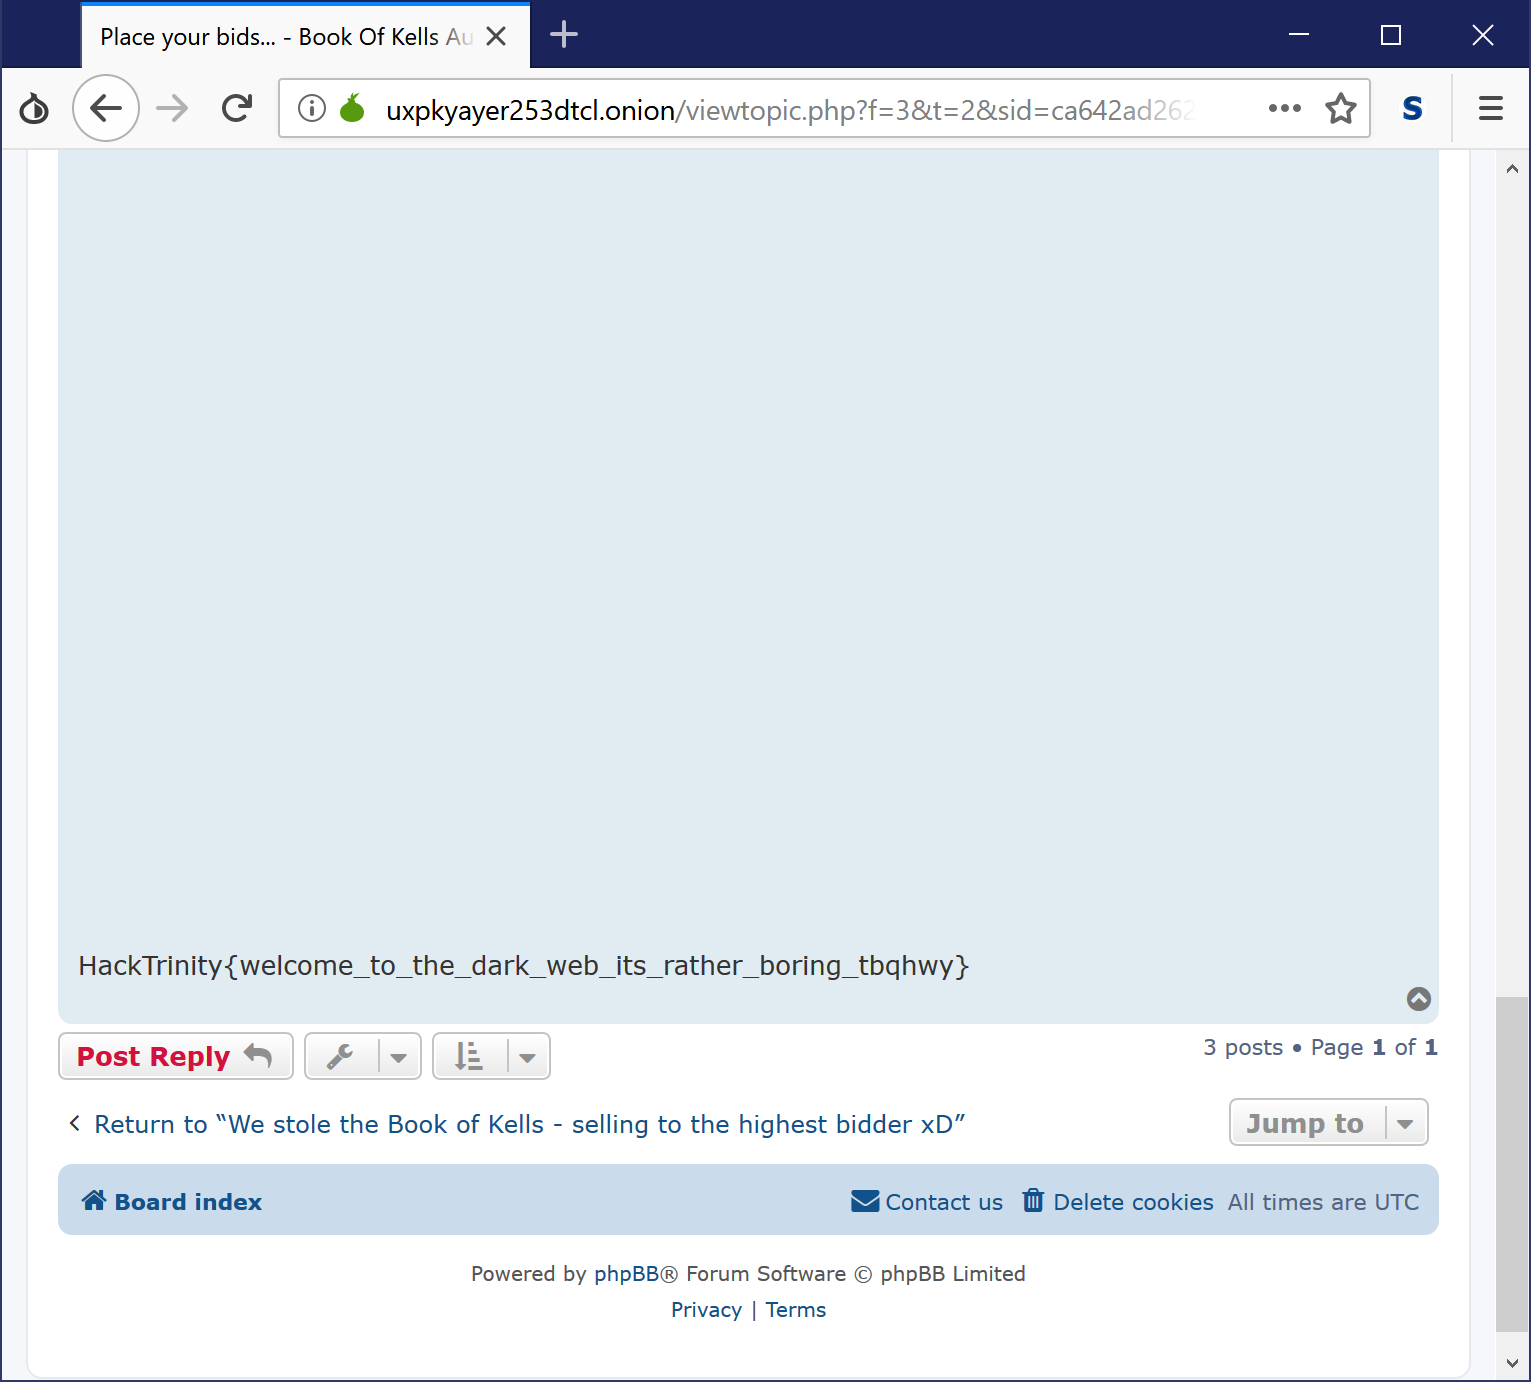 Place your bids... - Book Of Kells Au
uxpkyayer253dtcl.onion/viewtopic.php?f=3&t=2&sid=ca642ad262
S
HackTrinity{welcome_to_the_dark_web_its_rather_boring_tbqhwy}
Post Reply
3 posts • Page 1 of 1
Return to “We stole the Book of Kells - selling to the highest bidder xD”
Jump to
Board index
Contact us
Delete cookies
All times are UTC
Powered by phpBB® Forum Software © phpBB Limited
Privacy | Terms